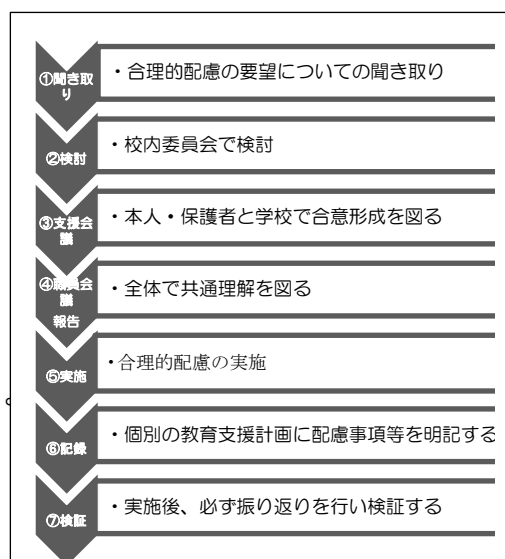 ①聞き取
り
・合理的配慮の要望についての聞き取り
②検討
・校内委員会で検討
③支援会
議
・本人・保護者と学校で合意形成を図る
④職員会
議
報告
・全体で共通理解を図る
⑤実施
・合理的配慮の実施
⑥記録
・個別の教育支援計画に配慮事項等を明記する
⑦検証
・実施後、必ず振り返りを行い検証する